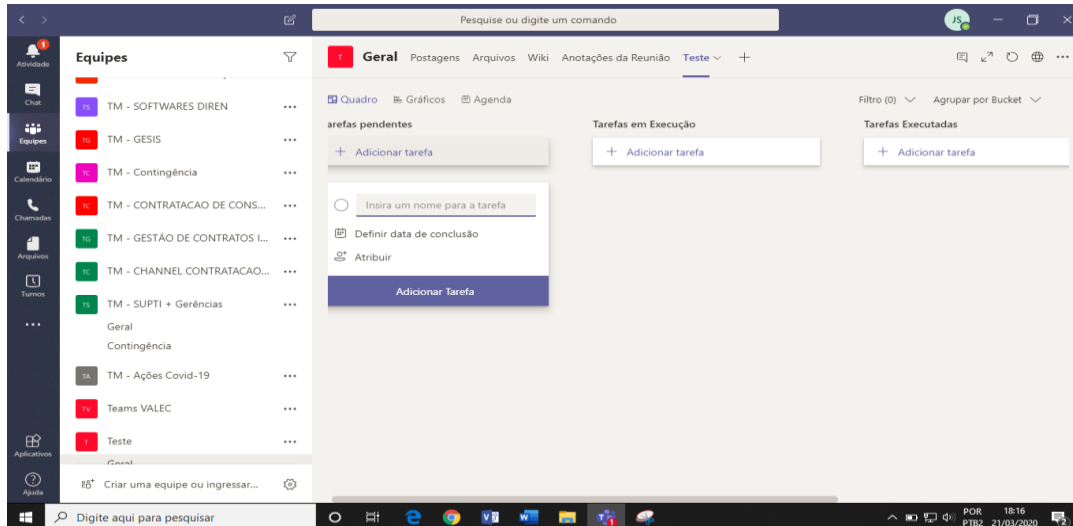 Pesquise ou digite um comando
JS
1
Atividade
Chat
Equipes
Calendário
Chamadas
Arquivos
Turnos
Aplicativos
Ajuda
Equipes
TS TM - SOFTWARES DIREN ...
TG TM - GESIS ...
TC TM - Contingência ...
TC TM - CONTRATACAO DE CONS... ...
TG TM - GESTÃO DE CONTRATOS I... ...
TC TM - CHANNEL CONTRATACAO... ...
TS TM - SUPTI + Gerências ...
Geral
Contingência
TA TM - Ações Covid-19 ...
TV Teams VALEC ...
T Teste ...
Geral
Criar uma equipe ou ingressar...
T Geral Postagens Arquivos Wiki Anotações da Reunião Teste +
Quadro Gráficos Agenda Filtro (0) Agrupar por Bucket
arefas pendentes Tarefas em Execução Tarefas Executadas
+ Adicionar tarefa + Adicionar tarefa + Adicionar tarefa
Insira um nome para a tarefa
Definir data de conclusão
Atribuir
Adicionar Tarefa
Digite aqui para pesquisar
POR 18:16
PTB2 21/03/2020